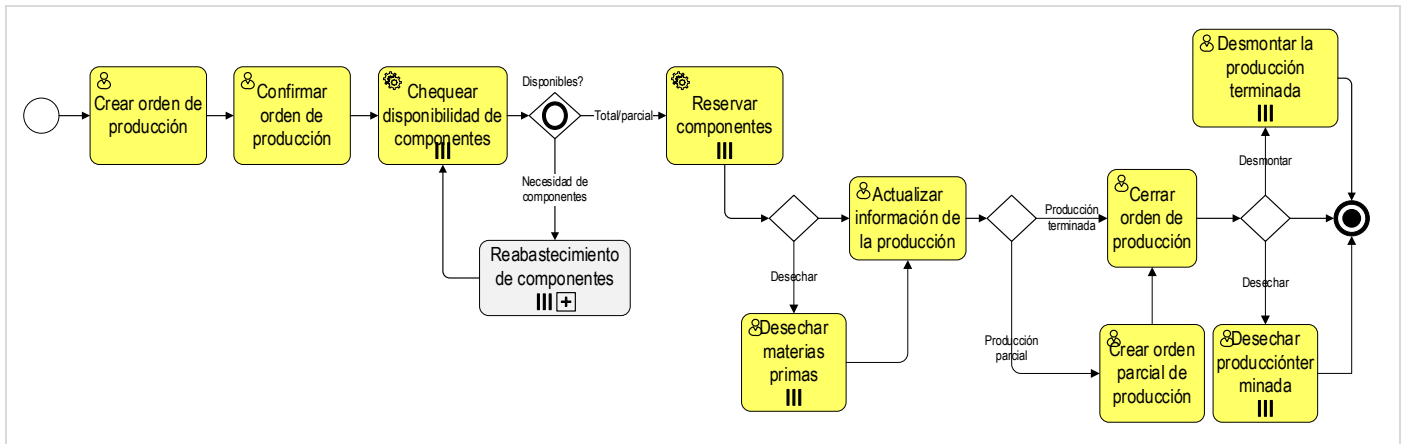 Crear orden de
producción
Confirmar
orden de
producción
Chequear
disponibilidad de
componentes
Disponibles?
Total/parcial
Necesidad de
componentes
Reabastecimiento
de componentes
Reservar
componentes
Desechar
Desechar
materias
primas
Actualizar
información de
la producción
Producción
terminada
Producción
parcial
Crear orden
parcial de
producción
Cerrar
orden de
producción
Desmontar
Desmontar la
producción
terminada
Desechar
Desechar
producciónter
minada